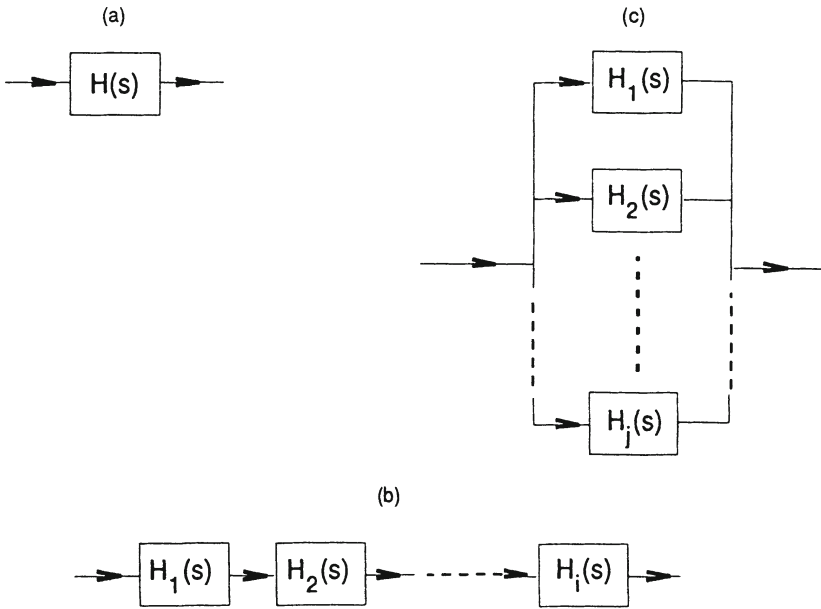 (a)
H(s)
(c)
H₁(s)
H₂(s)
Hⱼ(s)
(b)
H₁(s) H₂(s) Hᵢ(s)